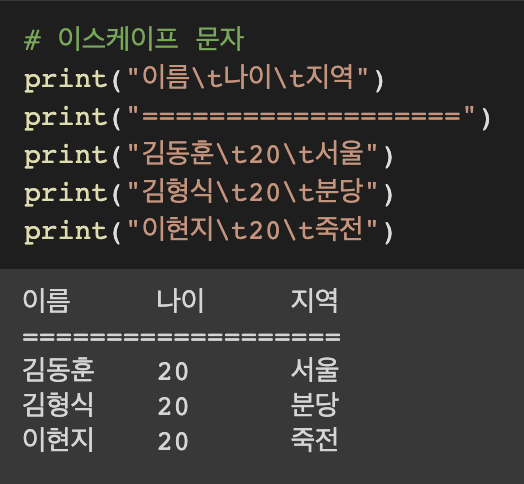 # 이스케이프 문자
print("이름\t나이\t지역")
print("===================")
print("김동훈\t20\t서울")
print("김형식\t20\t분당")
print("이현지\t20\t죽전")
이름 나이 지역
===================
김동훈 20 서울
김형식 20 분당
이현지 20 죽전